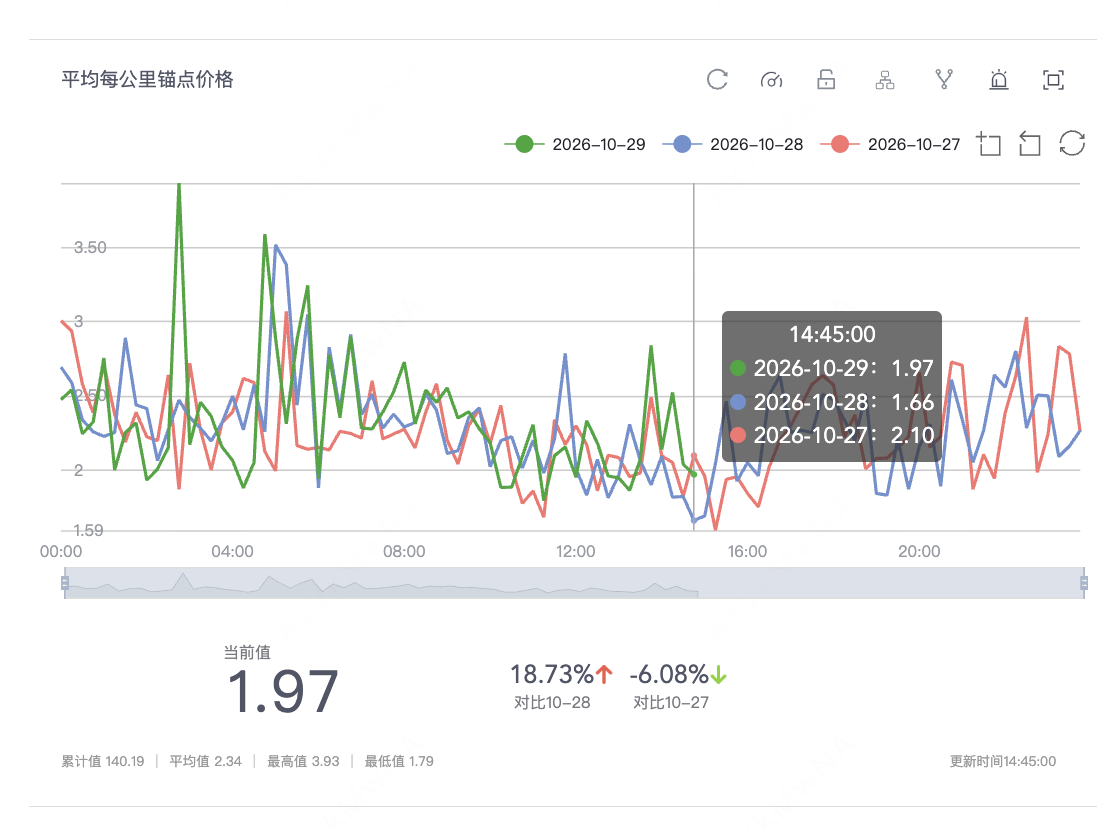 平均每公里锚点价格
2026-10-29 2026-10-28 2026-10-27
3.50
3
2.50
2
1.59
14:45:00
2026-10-29： 1.97
2026-10-28： 1.66
2026-10-27： 2.10
00:00 04:00 08:00 12:00 16:00 20:00
当前值
1.97
18.73% -6.08%
对比10-28 对比10-27
累计值 140.19 | 平均值 2.34 | 最高值 3.93 | 最低值 1.79
更新时间14:45:00